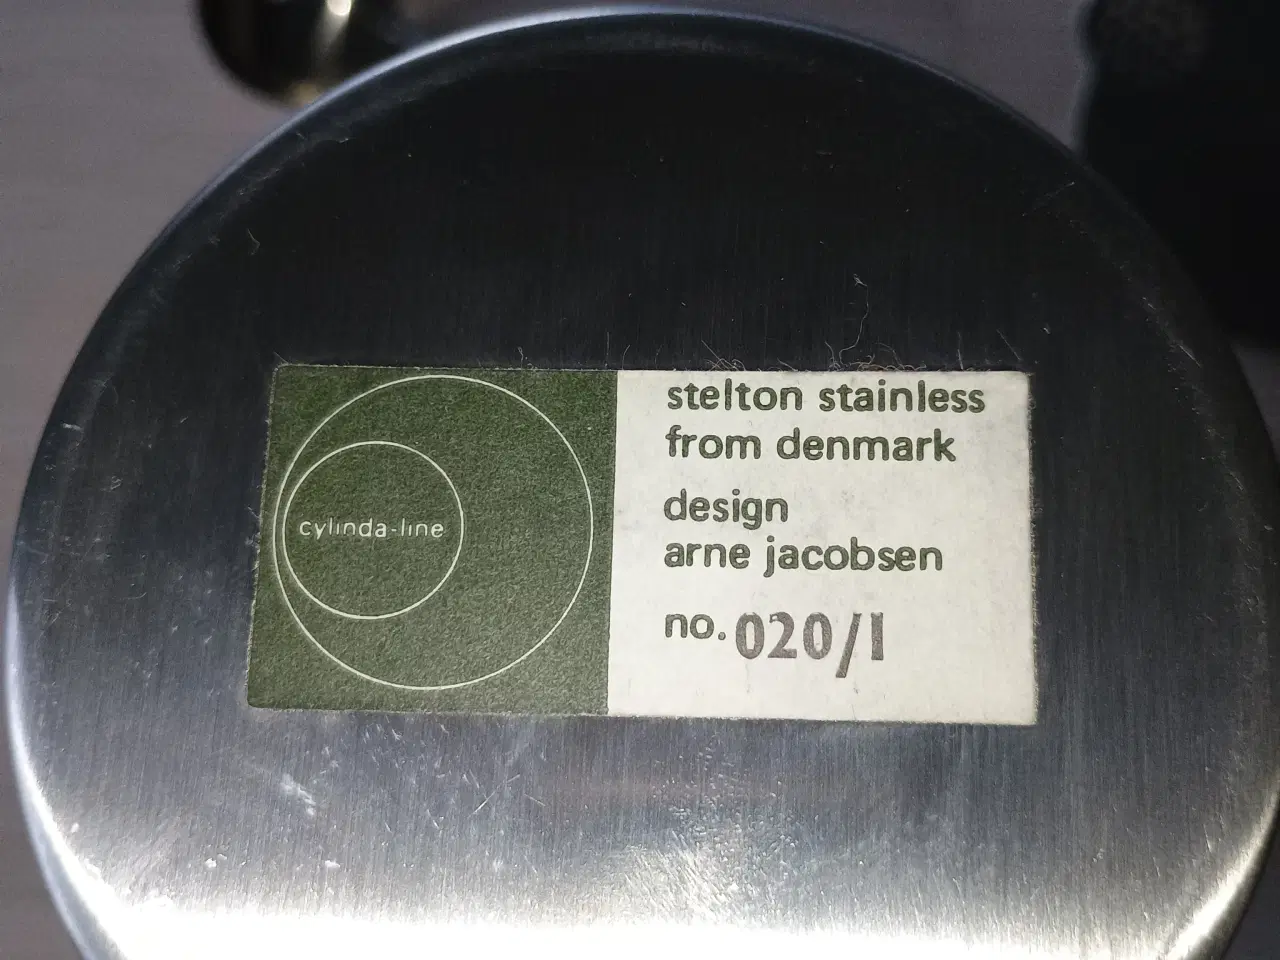 cylinda-line
stelton stainless
from denmark
design
arne jacobsen
no. 020/1